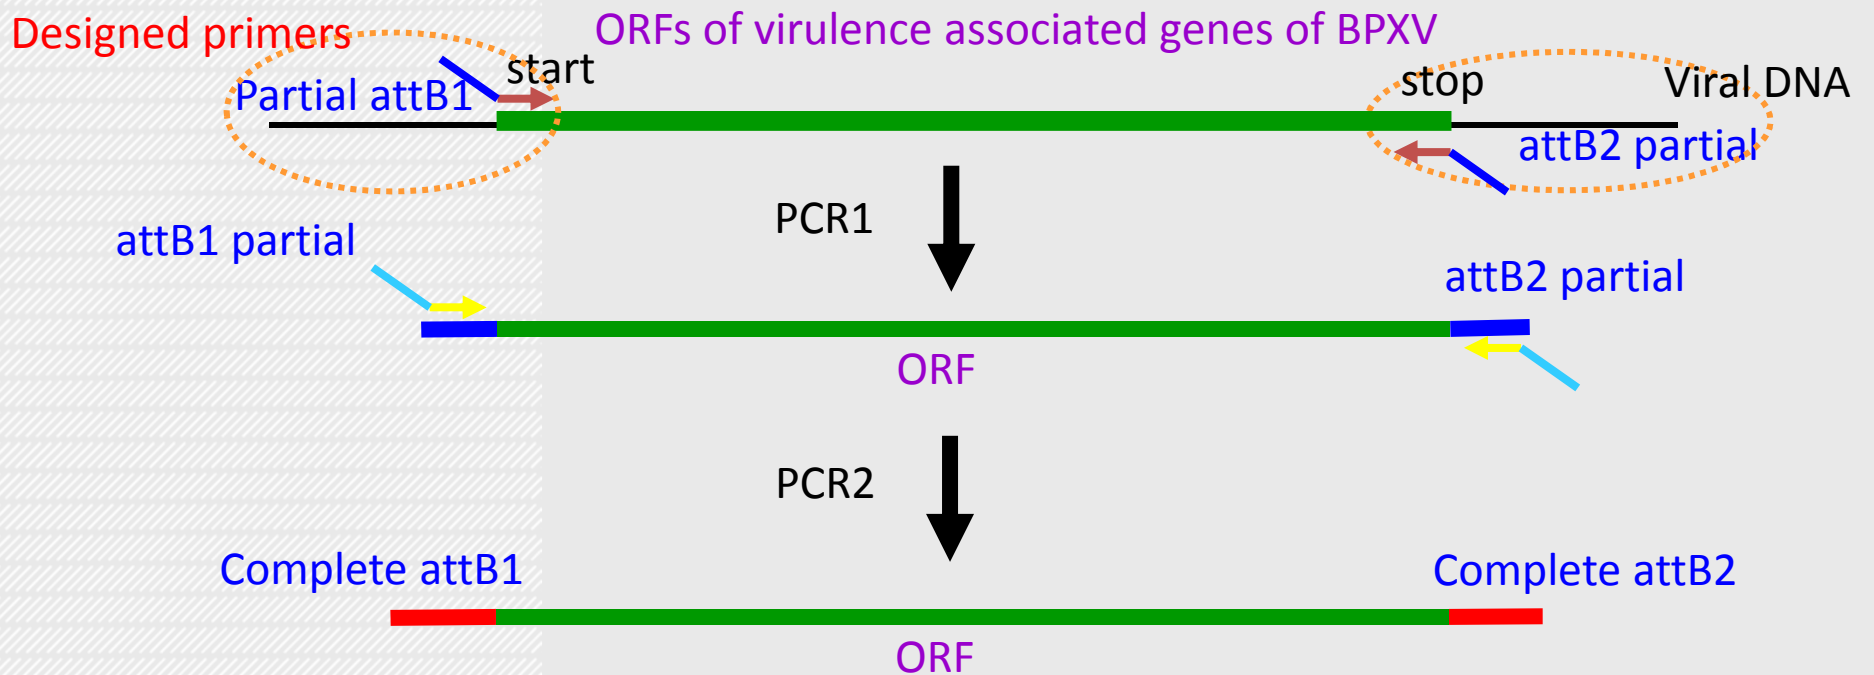 Designed primers
ORFs of virulence associated genes of BPXV
start
Partial attB1
stop
Viral DNA
attB2 partial
PCR1
attB1 partial
attB2 partial
ORF
PCR2
Complete attB1
Complete attB2
ORF